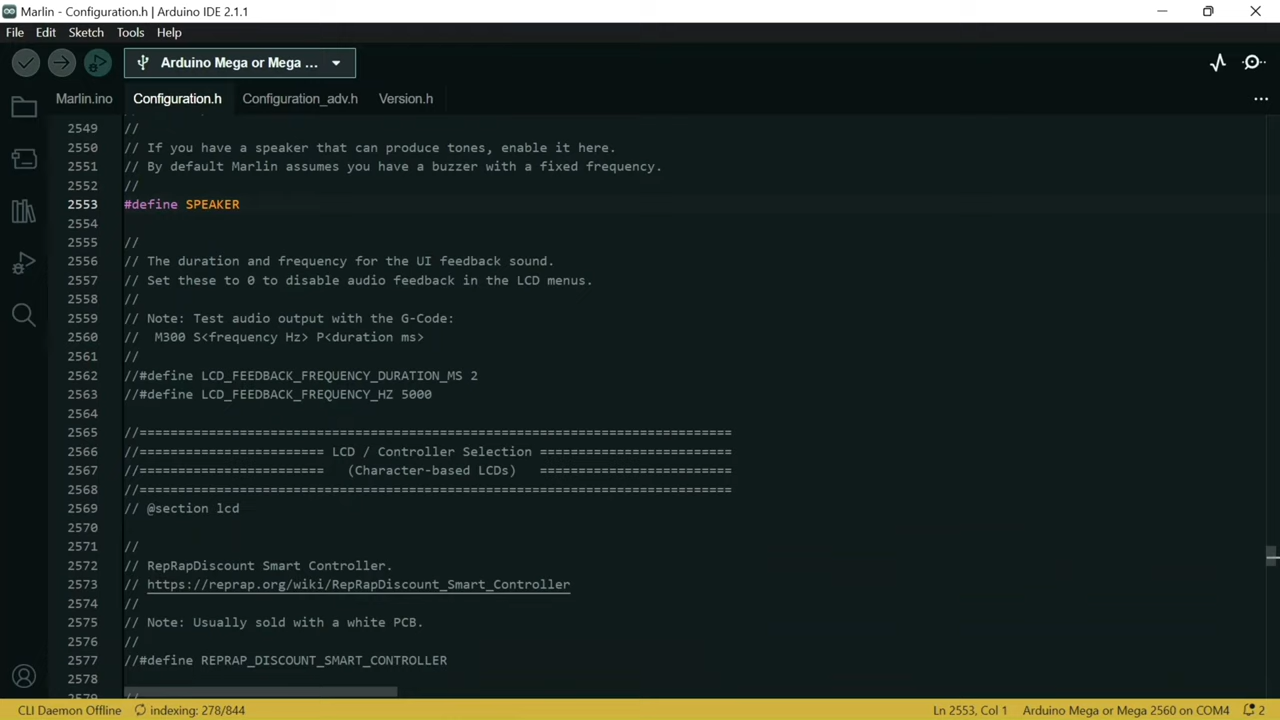 Marlin - Configuration.h | Arduino IDE 2.1.1
File Edit Sketch Tools Help
Arduino Mega or Mega ...
Marlin.ino Configuration.h Configuration_adv.h Version.h
2549 //
2550 // If you have a speaker that can produce tones, enable it here.
2551 // By default Marlin assumes you have a buzzer with a fixed frequency.
2552 //
2553 #define SPEAKER
2554
2555 //
2556 // The duration and frequency for the UI feedback sound.
2557 // Set these to 0 to disable audio feedback in the LCD menus.
2558 //
2559 // Note: Test audio output with the G-Code:
2560 //  M300 S<frequency Hz> P<duration ms>
2561 //
2562 //#define LCD_FEEDBACK_FREQUENCY_DURATION_MS 2
2563 //#define LCD_FEEDBACK_FREQUENCY_HZ 5000
2564
2565 //=============================================================================
2566 //======================== LCD / Controller Selection =========================
2567 //========================   (Character-based LCDs)   =========================
2568 //=============================================================================
2569 // @section lcd
2570
2571 //
2572 // RepRapDiscount Smart Controller.
2573 // https://reprap.org/wiki/RepRapDiscount_Smart_Controller
2574 //
2575 // Note: Usually sold with a white PCB.
2576 //
2577 //#define REPRAP_DISCOUNT_SMART_CONTROLLER
2578
2579 //
CLI Daemon Offline indexing: 278/844 Ln 2553, Col 1 Arduino Mega or Mega 2560 on COM4 2